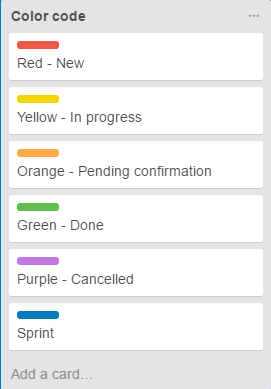 Color code
Red - New
Yellow - In progress
Orange - Pending confirmation
Green - Done
Purple - Cancelled
Sprint
Add a card…